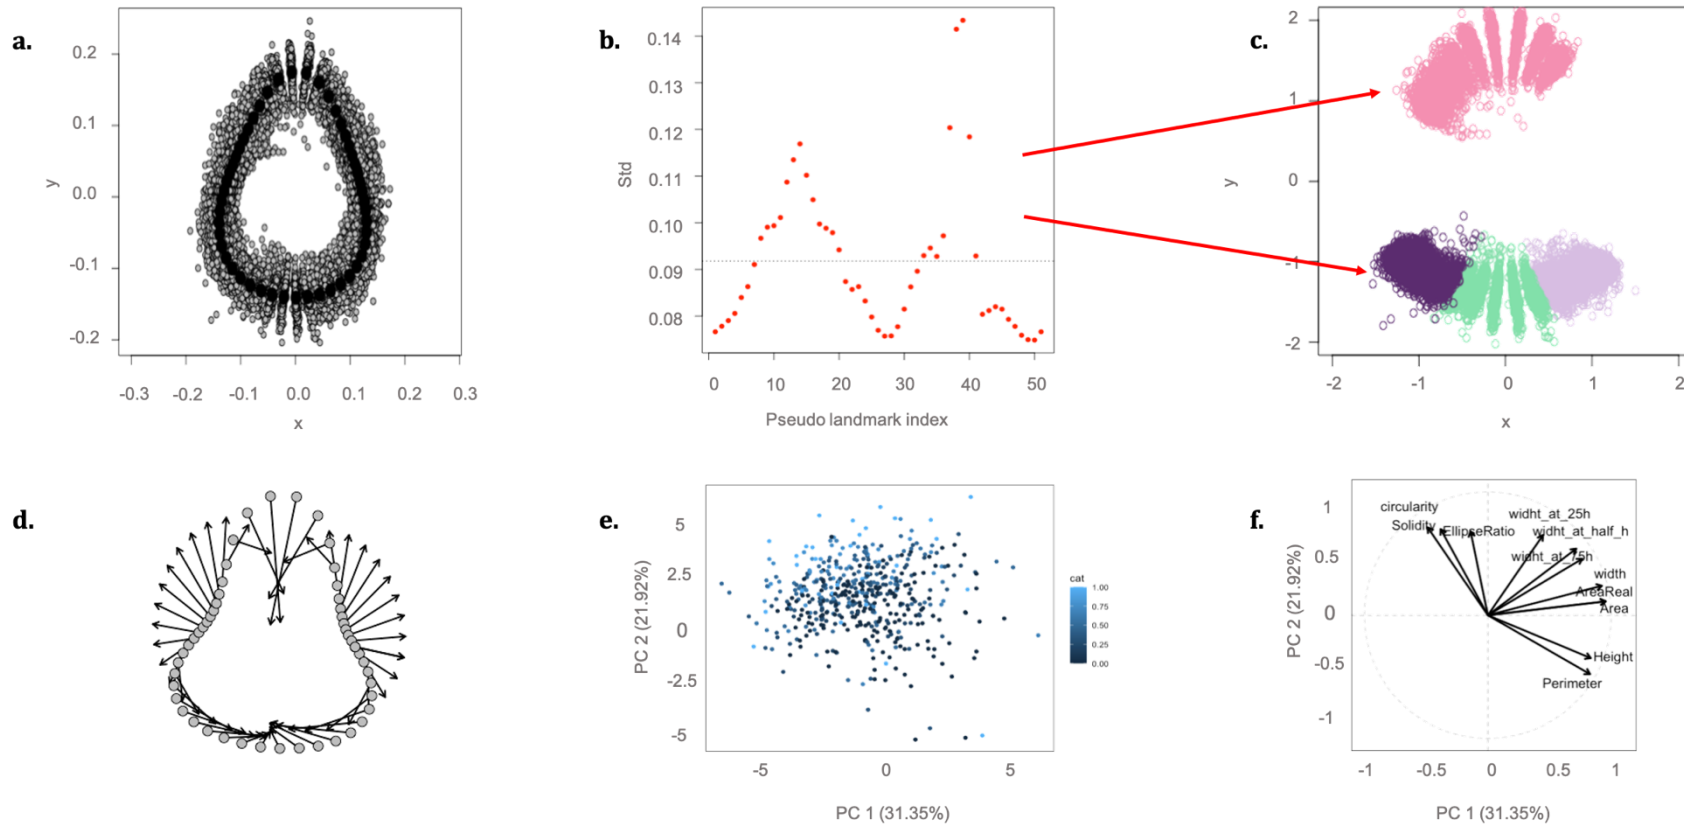 a.
0.2
0.1
0.0
-0.1
-0.2
y
-0.3
-0.2
-0.1
0.0
0.1
0.2
0.3
x
b.
0.14
0.13
0.12
0.11
0.10
0.09
0.08
Std
0
10
20
30
40
50
Pseudo landmark index
c.
2
1
0
-1
-2
y
-2
-1
0
1
2
x
d.
e.
5
2.5
0
-2.5
-5
PC 2 (21.92%)
-5
0
5
PC 1 (31.35%)
cat
1.00
0.75
0.50
0.25
0.00
f.
1
0.5
0
-0.5
-1
PC 2 (21.92%)
circularity
Solidity
EllipseRatio
widht_at_25h
widht_at_half_h
widht_at_75h
width
AreaReal
Area
Height
Perimeter
-1
-0.5
0
0.5
1
PC 1 (31.35%)